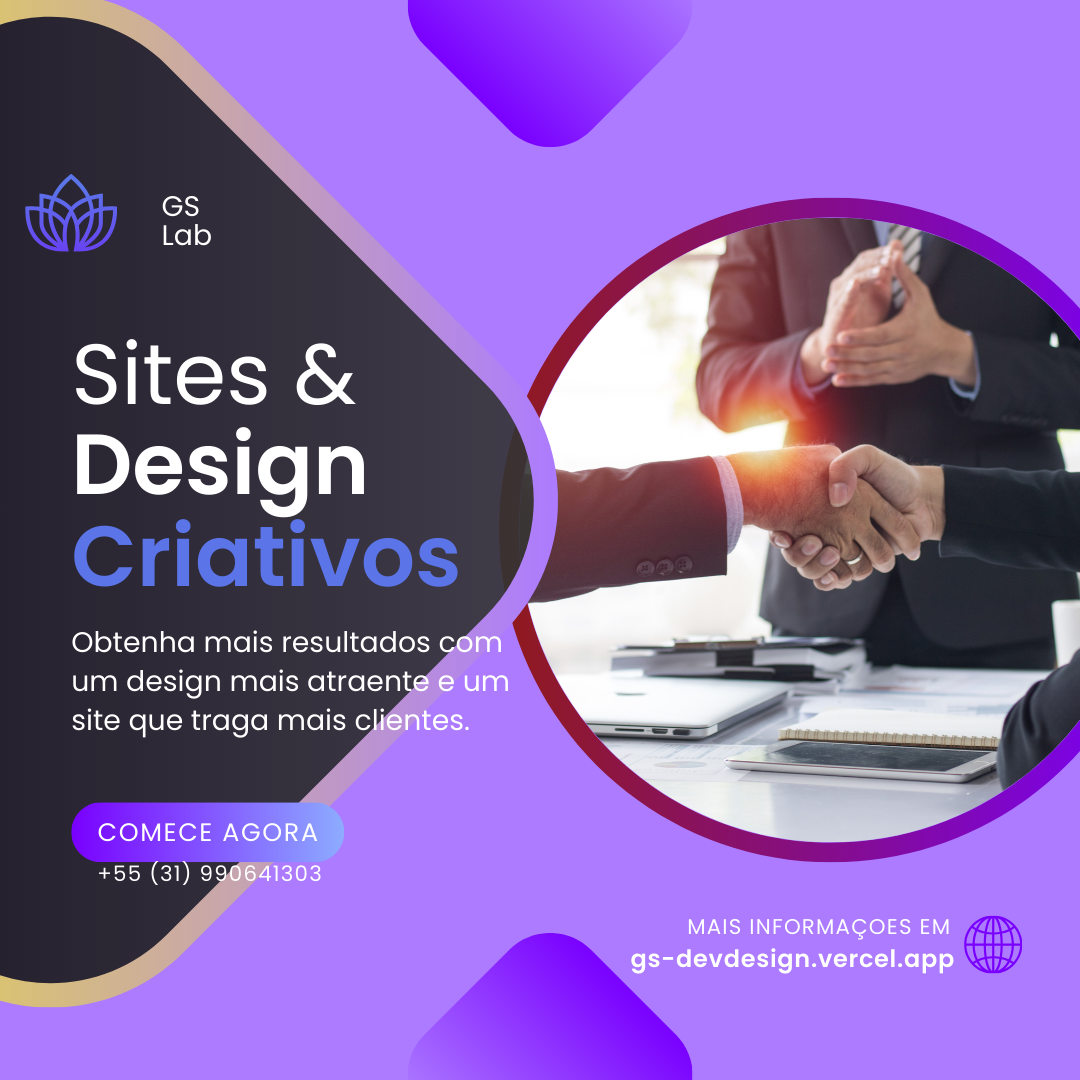 GS
Lab
Sites &
Design
Criativos
Obtenha mais resultados com
um design mais atraente e um
site que traga mais clientes.
COMECE AGORA
+55 (31) 990641303
MAIS INFORMAÇOES EM
gs-devdesign.vercel.app